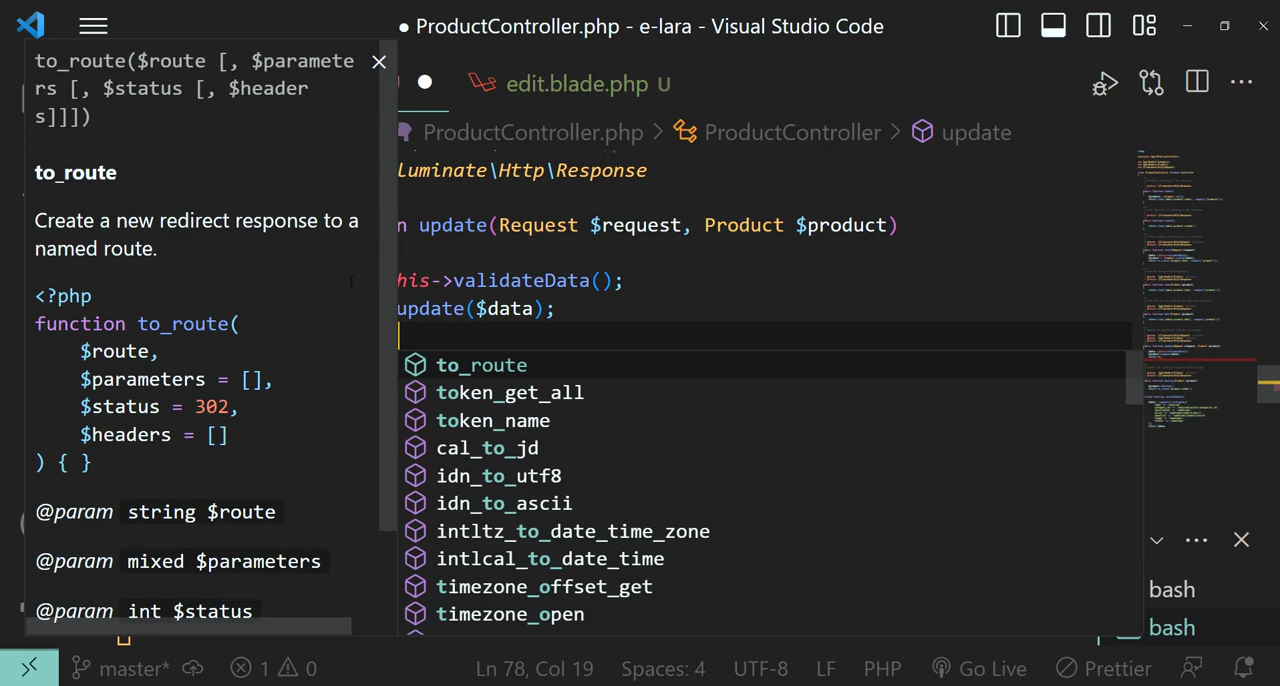 ProductController.php - e-lara - Visual Studio Code
to_route($route [, $paramete
rs [, $status [, $header
s]]])
to_route
Create a new redirect response to a
named route.
<?php
function to_route(
$route,
$parameters = [],
$status = 302,
$headers = []
) { }
@param string $route
@param mixed $parameters
@param int $status
edit.blade.php U
ProductController.php > ProductController > update
luminate\Http\Response
n update(Request $request, Product $product)
his->validateData();
update($data);
to_route
token_get_all
token_name
cal_to_jd
idn_to_utf8
idn_to_ascii
intltz_to_date_time_zone
intlcal_to_date_time
timezone_offset_get
timezone_open
bash
bash
master* 1 0 Ln 78, Col 19 Spaces: 4 UTF-8 LF PHP Go Live Prettier